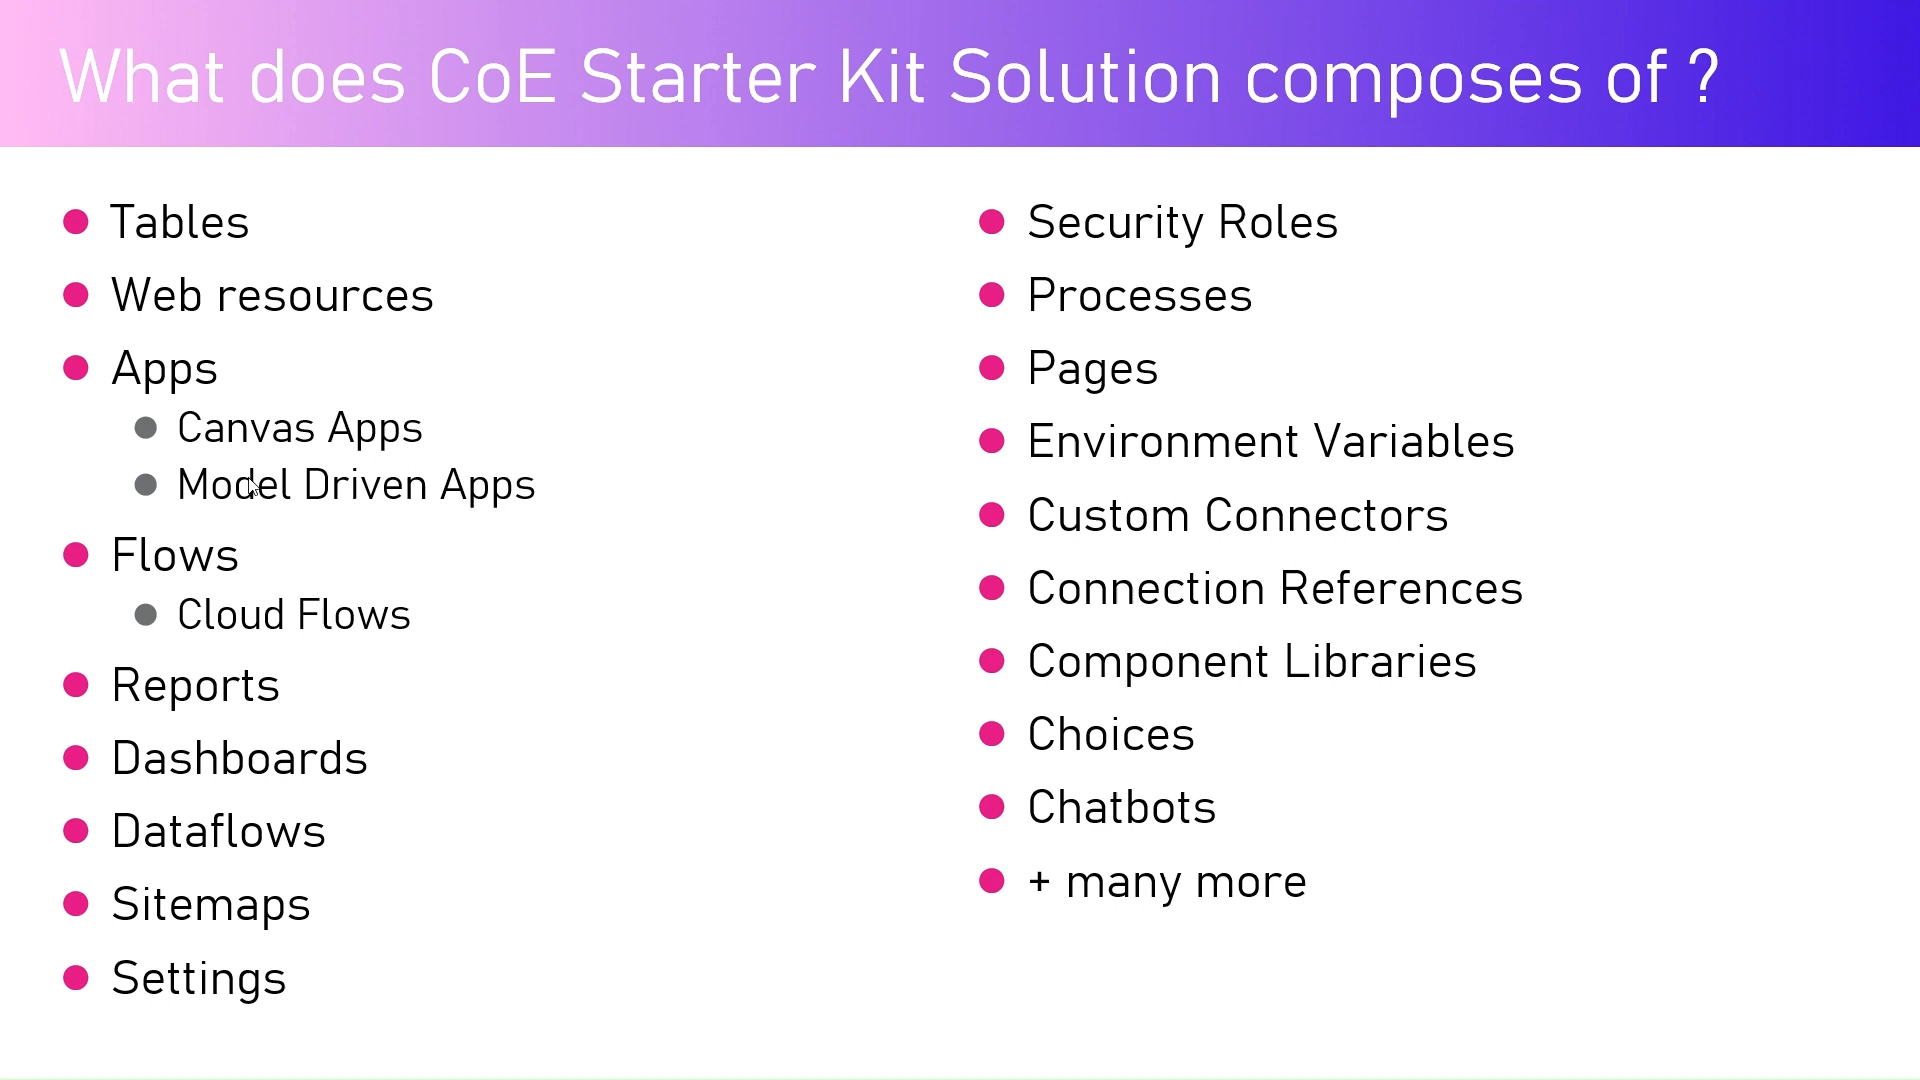 What does CoE Starter Kit Solution composes of ?
Tables
Web resources
Apps
Canvas Apps
Model Driven Apps
Flows
Cloud Flows
Reports
Dashboards
Dataflows
Sitemaps
Settings
Security Roles
Processes
Pages
Environment Variables
Custom Connectors
Connection References
Component Libraries
Choices
Chatbots
+ many more